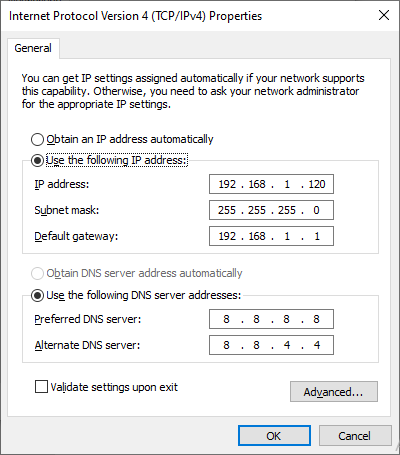 Internet Protocol Version 4 (TCP/IPv4) Properties
General
You can get IP settings assigned automatically if your network supports
this capability. Otherwise, you need to ask your network administrator
for the appropriate IP settings.
Obtain an IP address automatically
Use the following IP address:
IP address: 192 . 168 . 1 . 120
Subnet mask: 255 . 255 . 255 . 0
Default gateway: 192 . 168 . 1 . 1
Obtain DNS server address automatically
Use the following DNS server addresses:
Preferred DNS server: 8 . 8 . 8 . 8
Alternate DNS server: 8 . 8 . 4 . 4
Validate settings upon exit
Advanced...
OK Cancel